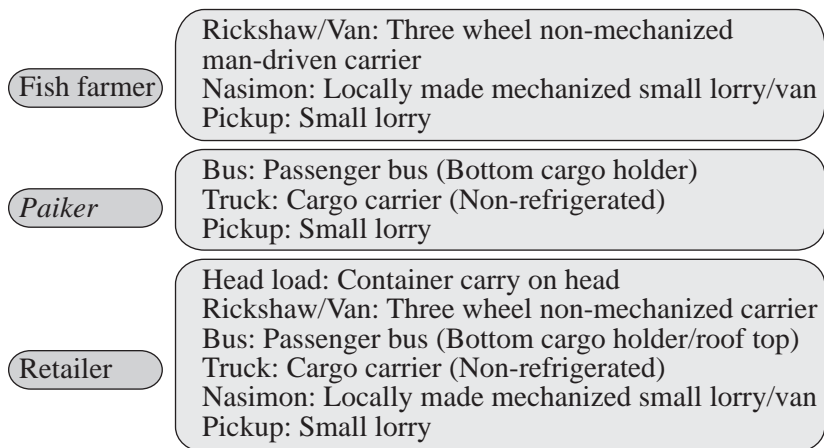 Fish farmer
Rickshaw/Van: Three wheel non-mechanized
man-driven carrier
Nasimon: Locally made mechanized small lorry/van
Pickup: Small lorry
Paiker
Bus: Passenger bus (Bottom cargo holder)
Truck: Cargo carrier (Non-refrigerated)
Pickup: Small lorry
Retailer
Head load: Container carry on head
Rickshaw/Van: Three wheel non-mechanized carrier
Bus: Passenger bus (Bottom cargo holder/roof top)
Truck: Cargo carrier (Non-refrigerated)
Nasimon: Locally made mechanized small lorry/van
Pickup: Small lorry